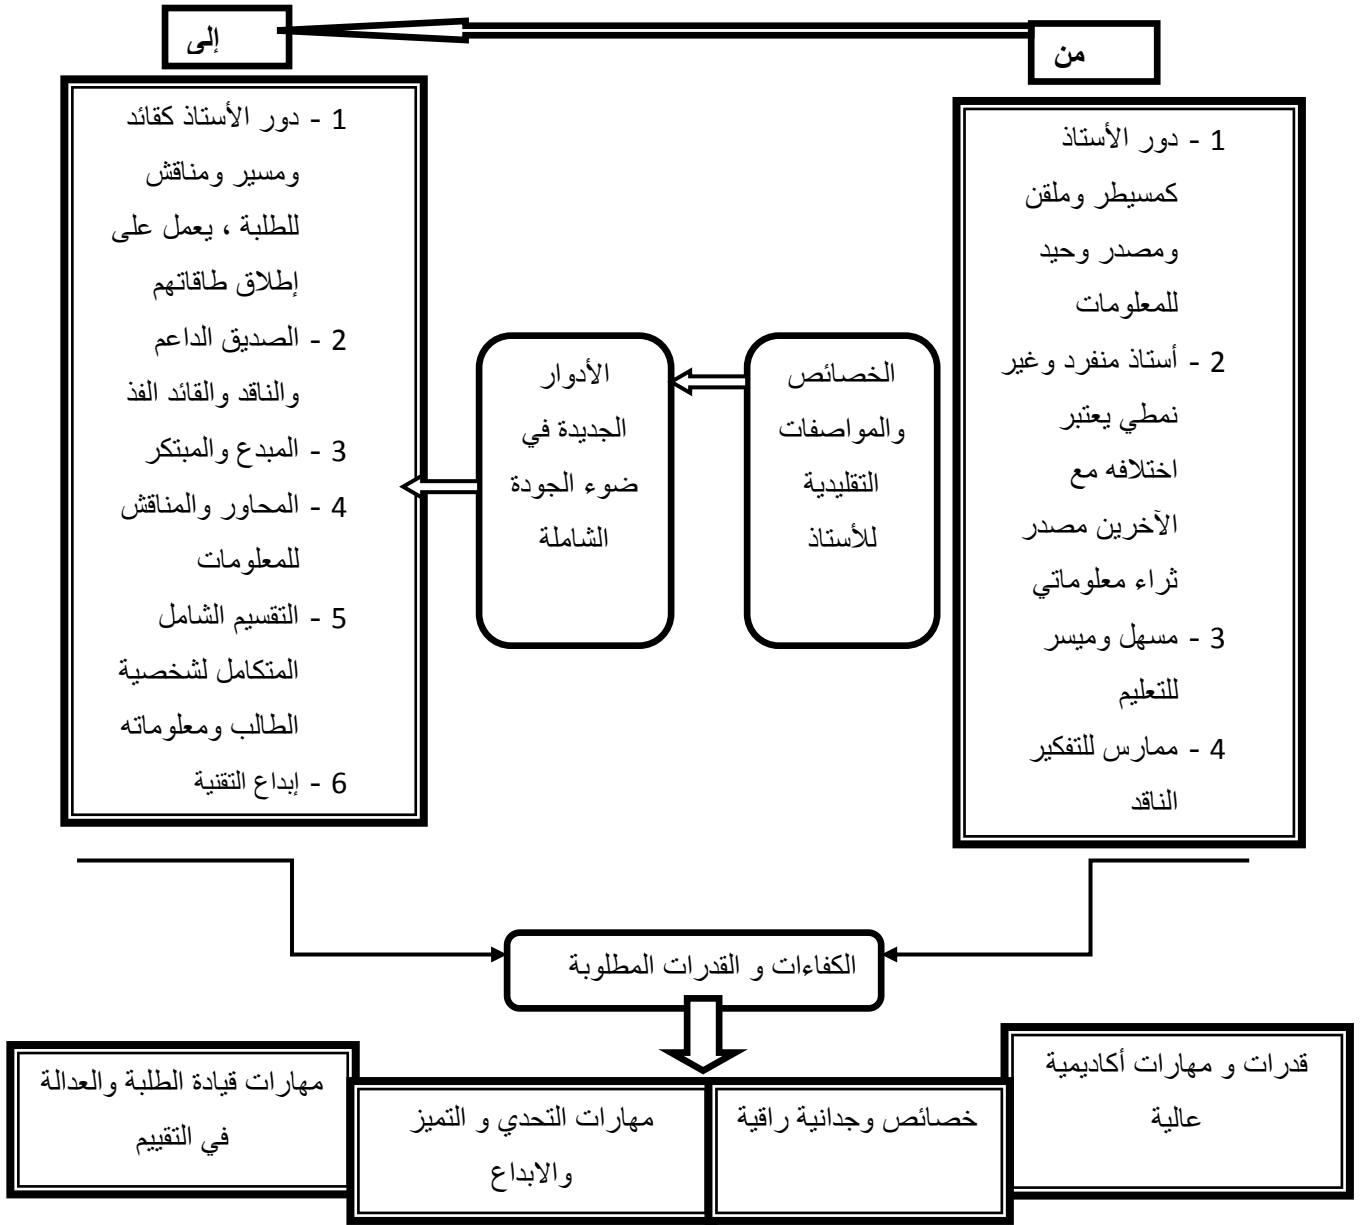 من
إلى
1 - دور الأستاذ
كمسيطر وملقن
ومصدر وحيد
للمعلومات
2 - أستاذ منفرد وغير
نمطي يعتبر
اختلافه مع
الآخرين مصدر
ثراء معلوماتي
3 - مسهل وميسر
للتعليم
4 - ممارس للتفكير
الناقد
الخصائص
والمواصفات
التقليدية
للأستاذ
الأدوار
الجديدة في
ضوء الجودة
الشاملة
1 - دور الأستاذ كقائد
ومسير ومناقش
للطلبة ، يعمل على
إطلاق طاقاتهم
2 - الصديق الداعم
والناقد والقائد الفذ
3 - المبدع والمبتكر
4 - المحاور والمناقش
للمعلومات
5 - التقسيم الشامل
المتكامل لشخصية
الطالب ومعلوماته
6 - إبداع التقنية
الكفاءات و القدرات المطلوبة
قدرات و مهارات أكاديمية
عالية
خصائص وجدانية راقية
مهارات التحدي و التميز
والابداع
مهارات قيادة الطلبة والعدالة
في التقييم